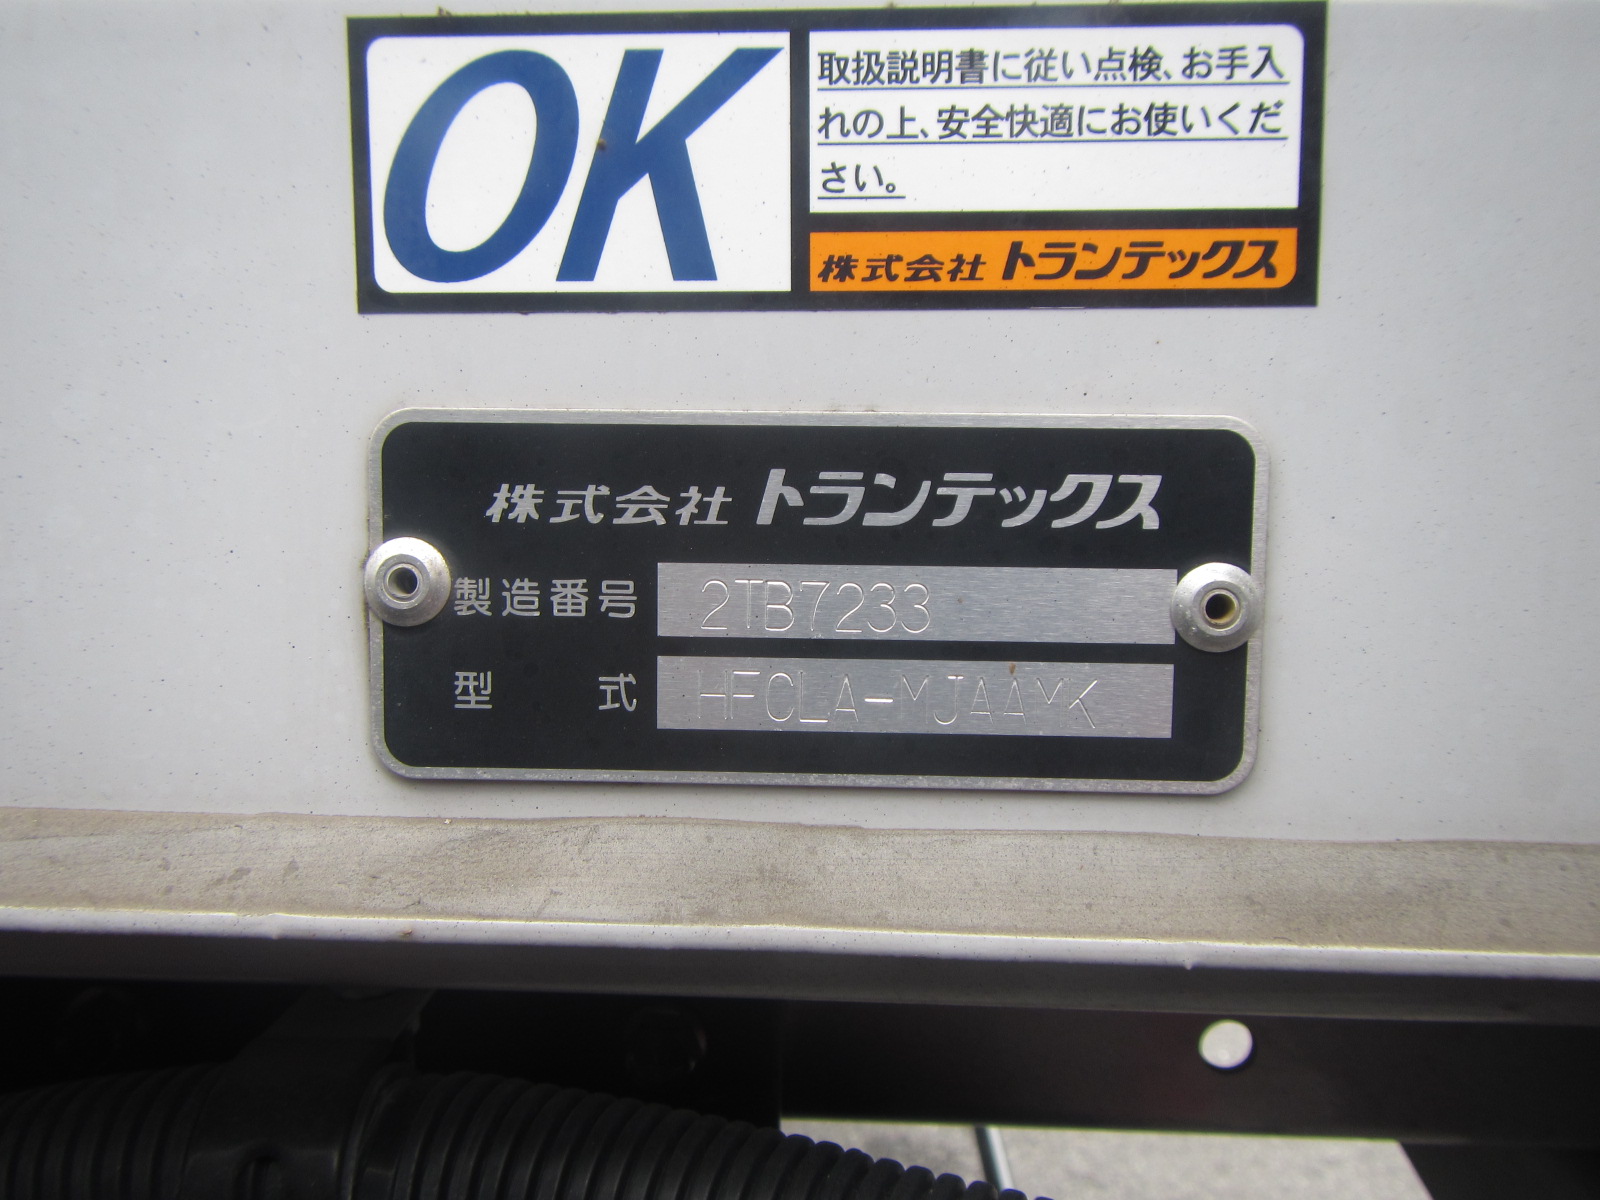 OK
取扱説明書に従い点検、お手入
れの上、安全快適にお使いくだ
さい。
株式会社 トランテックス
株式会社 トランテックス
製造番号 2TB7233
型式 HFCLA-MJAAMK